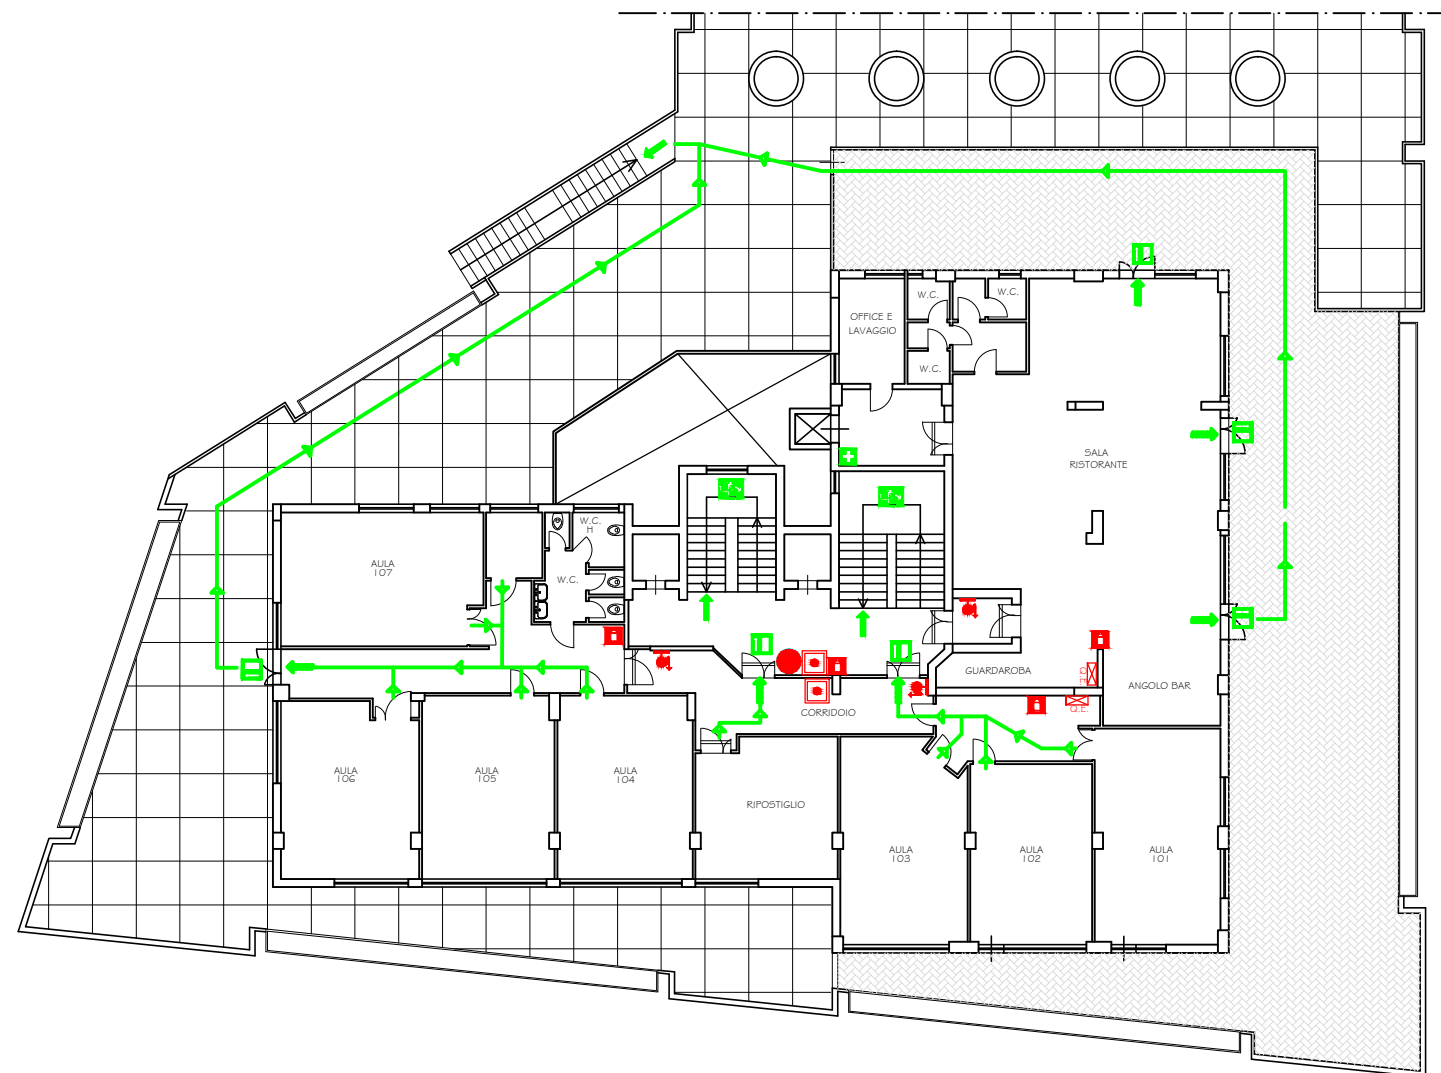 W.C.
W.C.
OFFICE E
LAVAGGIO
W.C.
SALA
RISTORANTE
W.C.
H
AULA
107
W.C.
GUARDAROBA
Q.E.
ANGOLO BAR
Q.E.
CORRIDOIO
AULA
106
AULA
105
AULA
104
RIPOSTIGLIO
AULA
103
AULA
102
AULA
101